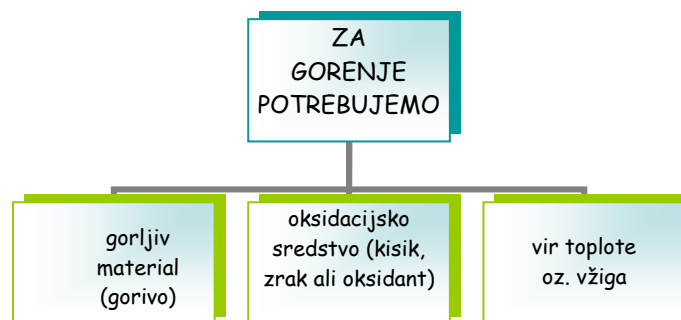 ZA
GORENJE
POTREBUJEMO
gorljiv
material
(gorivo)
oksidacijsko
sredstvo (kisik,
zrak ali oksidant)
vir toplote
oz. vžiga